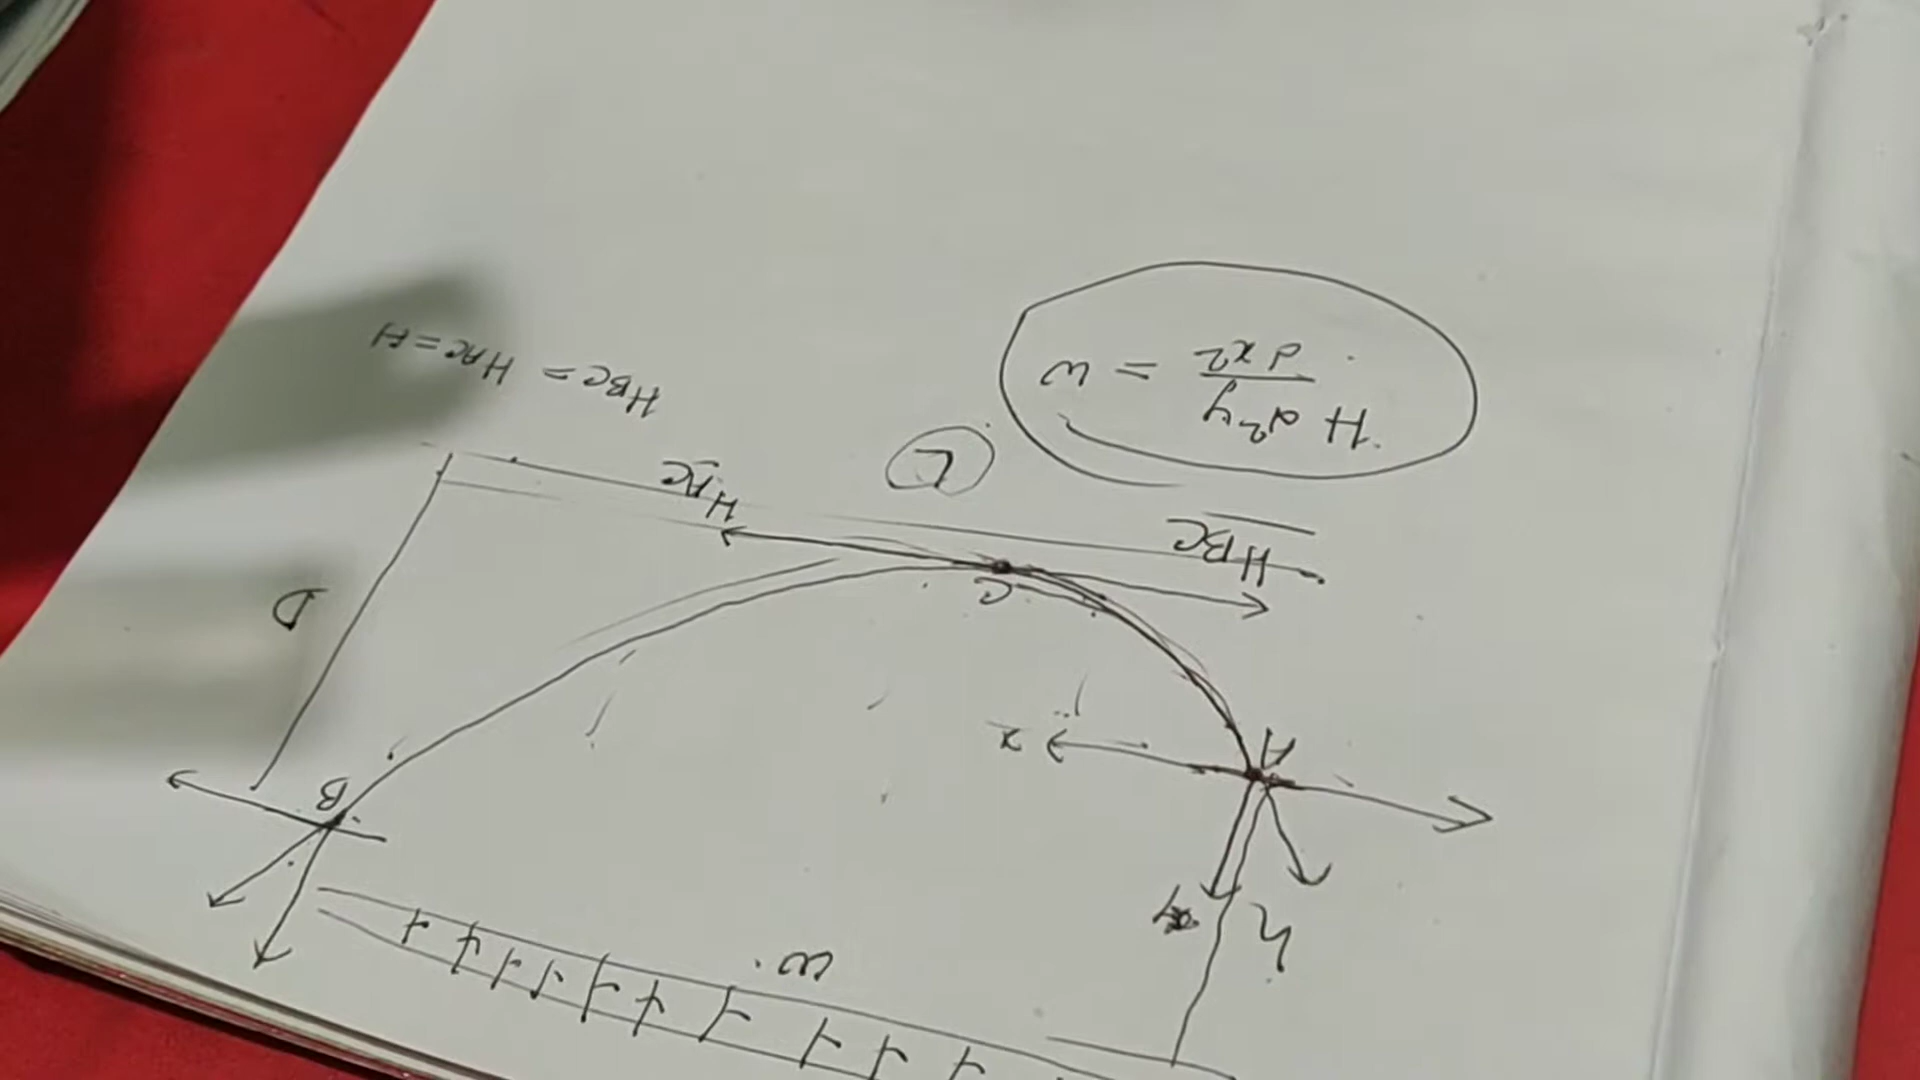 w
y
B
A
x
D
C
HBC
HAC
L
H d²y/dx² = w
HBC = HAC = H